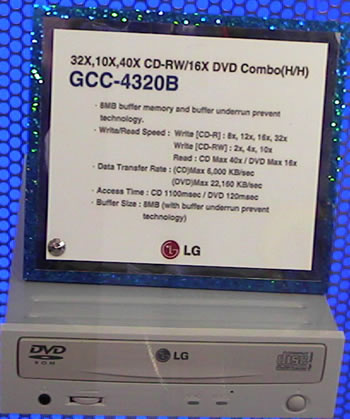 32X,10X,40X CD-RW/16X DVD Combo(H/H)
GCC-4320B
· 8MB buffer memory and buffer underrun prevent
technology.
· Write/Read Speed : Write [CD-R] : 8x, 12x, 16x, 32x
Write [CD-RW] : 2x, 4x, 10x
Read : CD Max 40x / DVD Max 16x
· Data Transfer Rate : (CD)Max 6,000 KB/sec
(DVD)Max 22,160 KB/sec
· Access Time : CD 1100msec / DVD 120msec
· Buffer Size : 8MB (with buffer underrun prevent
technology)
LG
DVD
ROM
LG
disc